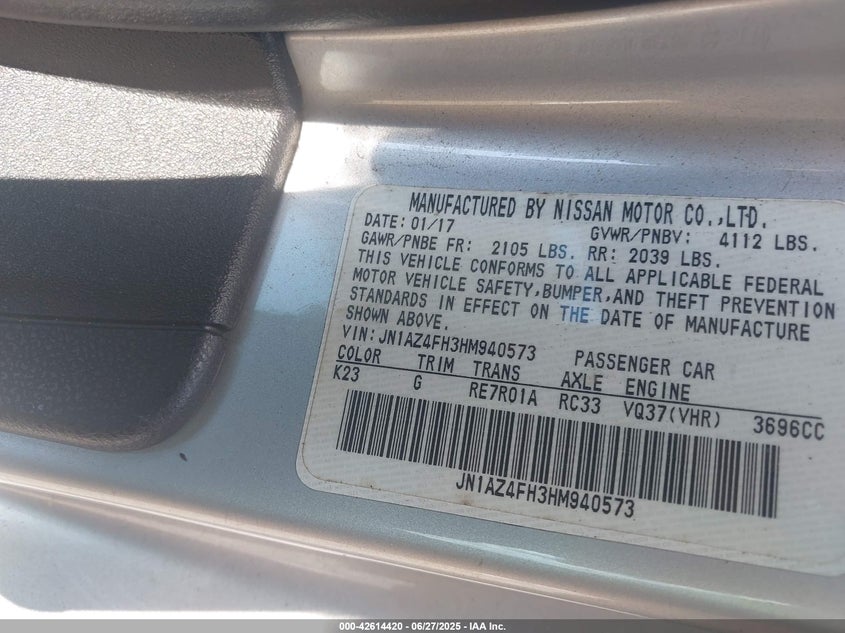 MANUFACTURED BY NISSAN MOTOR CO.,LTD.
DATE: 01/17 GVWR/PNBV: 4112 LBS.
GAWR/PNBE FR: 2105 LBS. RR: 2039 LBS.
THIS VEHICLE CONFORMS TO ALL APPLICABLE FEDERAL
MOTOR VEHICLE SAFETY,BUMPER,AND THEFT PREVENTION
STANDARDS IN EFFECT ON THE DATE OF MANUFACTURE
SHOWN ABOVE.
VIN:JN1AZ4FH3HM940573 PASSENGER CAR
COLOR TRIM TRANS AXLE ENGINE
K23 G RE7R01A RC33 VQ37(VHR) 3696CC
JN1AZ4FH3HM940573
000-42614420 | 06/27/2025 - IAA Inc.